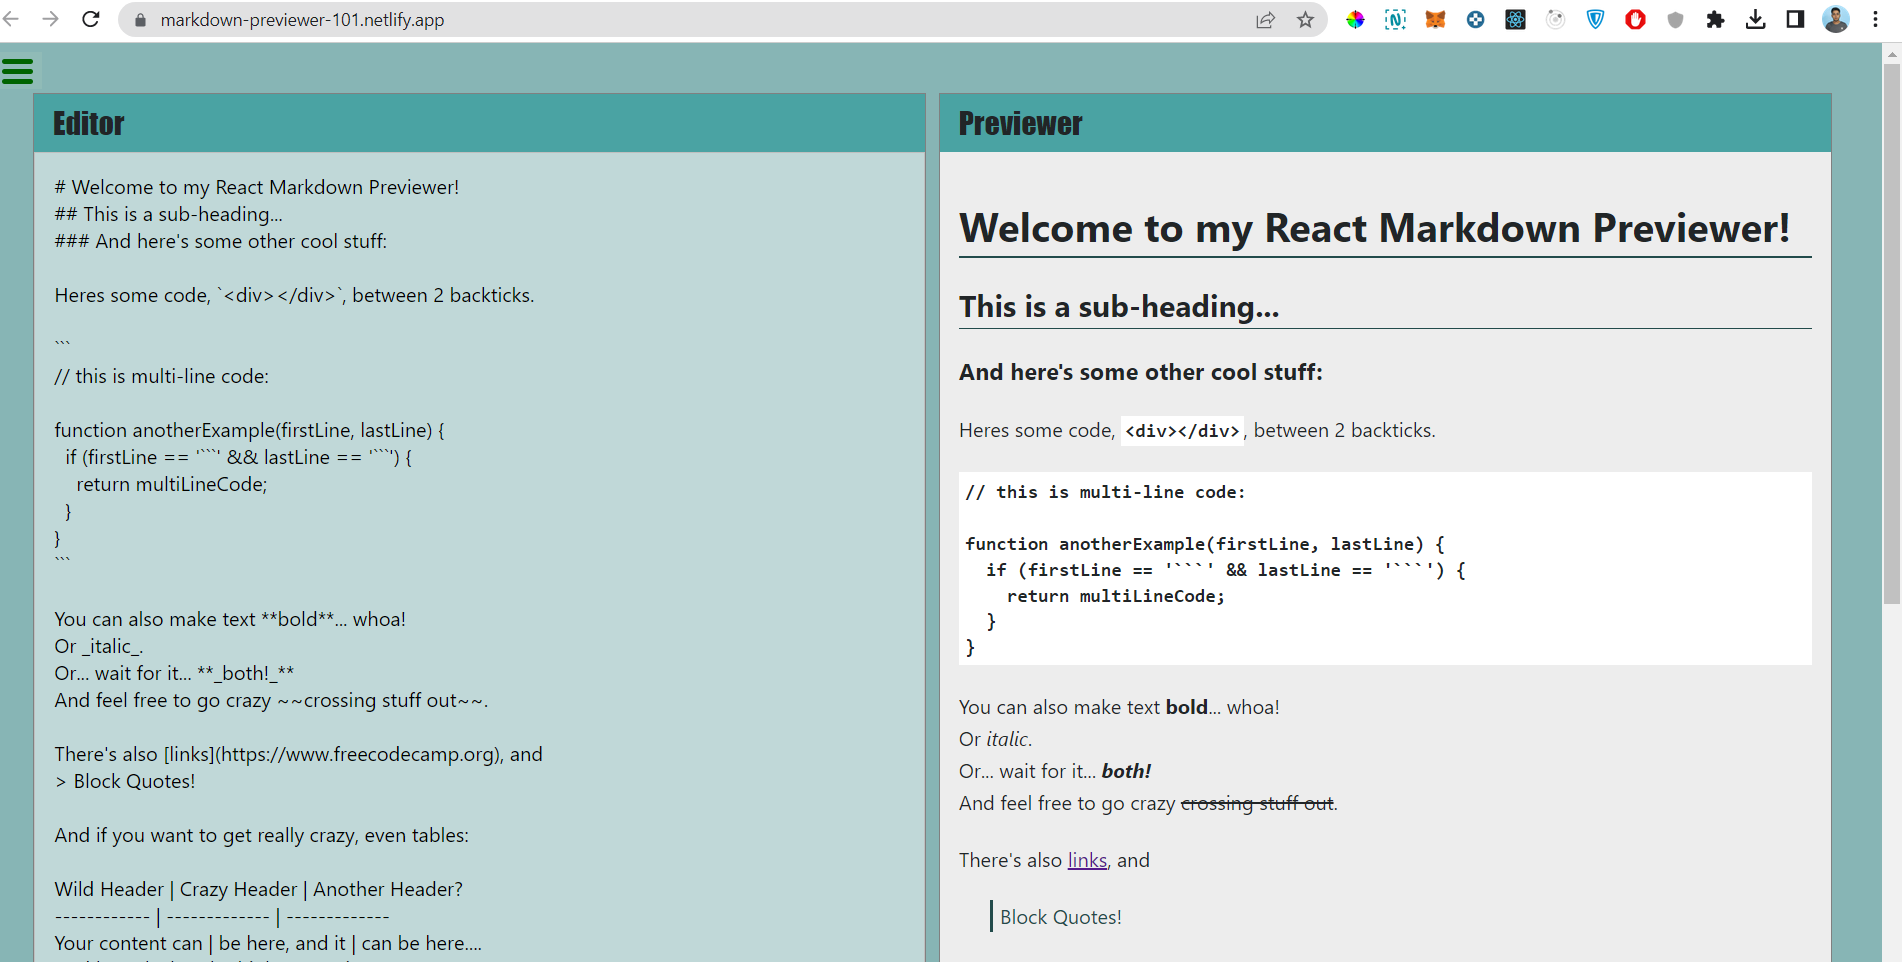 markdown-previewer-101.netlify.app
Editor
# Welcome to my React Markdown Previewer!
## This is a sub-heading...
### And here's some other cool stuff:
Heres some code, `<div></div>`, between 2 backticks.
```
// this is multi-line code:
function anotherExample(firstLine, lastLine) {
  if (firstLine == '```' && lastLine == '```') {
    return multiLineCode;
  }
}
```
You can also make text **bold**... whoa!
Or _italic_.
Or... wait for it... **_both!_**
And feel free to go crazy ~~crossing stuff out~~.
There's also [links](https://www.freecodecamp.org), and
> Block Quotes!
And if you want to get really crazy, even tables:
Wild Header | Crazy Header | Another Header?
------------ | ------------- | -------------
Your content can | be here, and it | can be here....
Previewer
Welcome to my React Markdown Previewer!
This is a sub-heading...
And here's some other cool stuff:
Heres some code, <div></div>, between 2 backticks.
// this is multi-line code:
function anotherExample(firstLine, lastLine) {
  if (firstLine == '```' && lastLine == '```') {
    return multiLineCode;
  }
}
You can also make text bold... whoa!
Or italic.
Or... wait for it... both!
And feel free to go crazy crossing stuff out.
There's also links, and
Block Quotes!